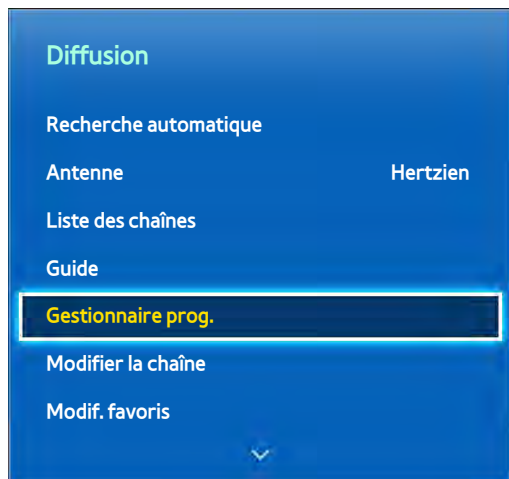 Diffusion
Recherche automatique
Antenne Hertzien
Liste des chaînes
Guide
Gestionnaire prog.
Modifier la chaîne
Modif. favoris